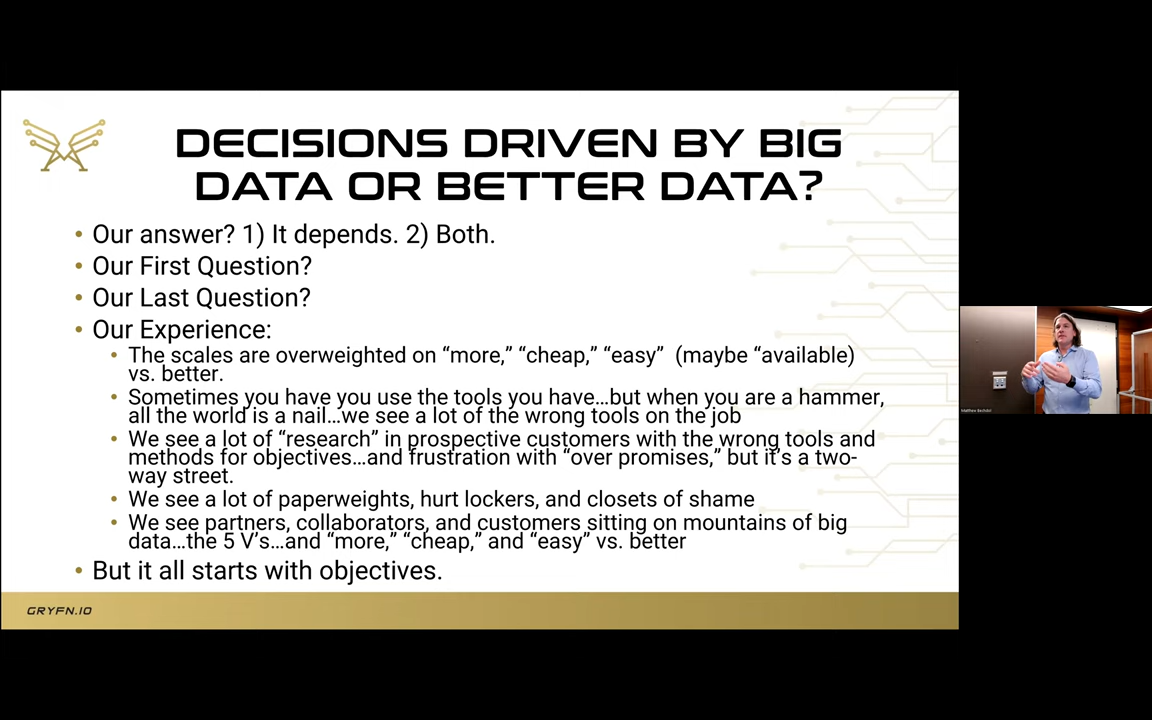 DECISIONS DRIVEN BY BIG
DATA OR BETTER DATA?
• Our answer? 1) It depends. 2) Both.
• Our First Question?
• Our Last Question?
• Our Experience:
• The scales are overweighted on “more,” “cheap,” “easy” (maybe “available)
vs. better.
• Sometimes you have you use the tools you have…but when you are a hammer,
all the world is a nail…we see a lot of the wrong tools on the job
• We see a lot of “research” in prospective customers with the wrong tools and
methods for objectives…and frustration with “over promises,” but it’s a two-
way street.
• We see a lot of paperweights, hurt lockers, and closets of shame
• We see partners, collaborators, and customers sitting on mountains of big
data…the 5 V’s…and “more,” “cheap,” and “easy” vs. better
• But it all starts with objectives.
GRYFN.IO